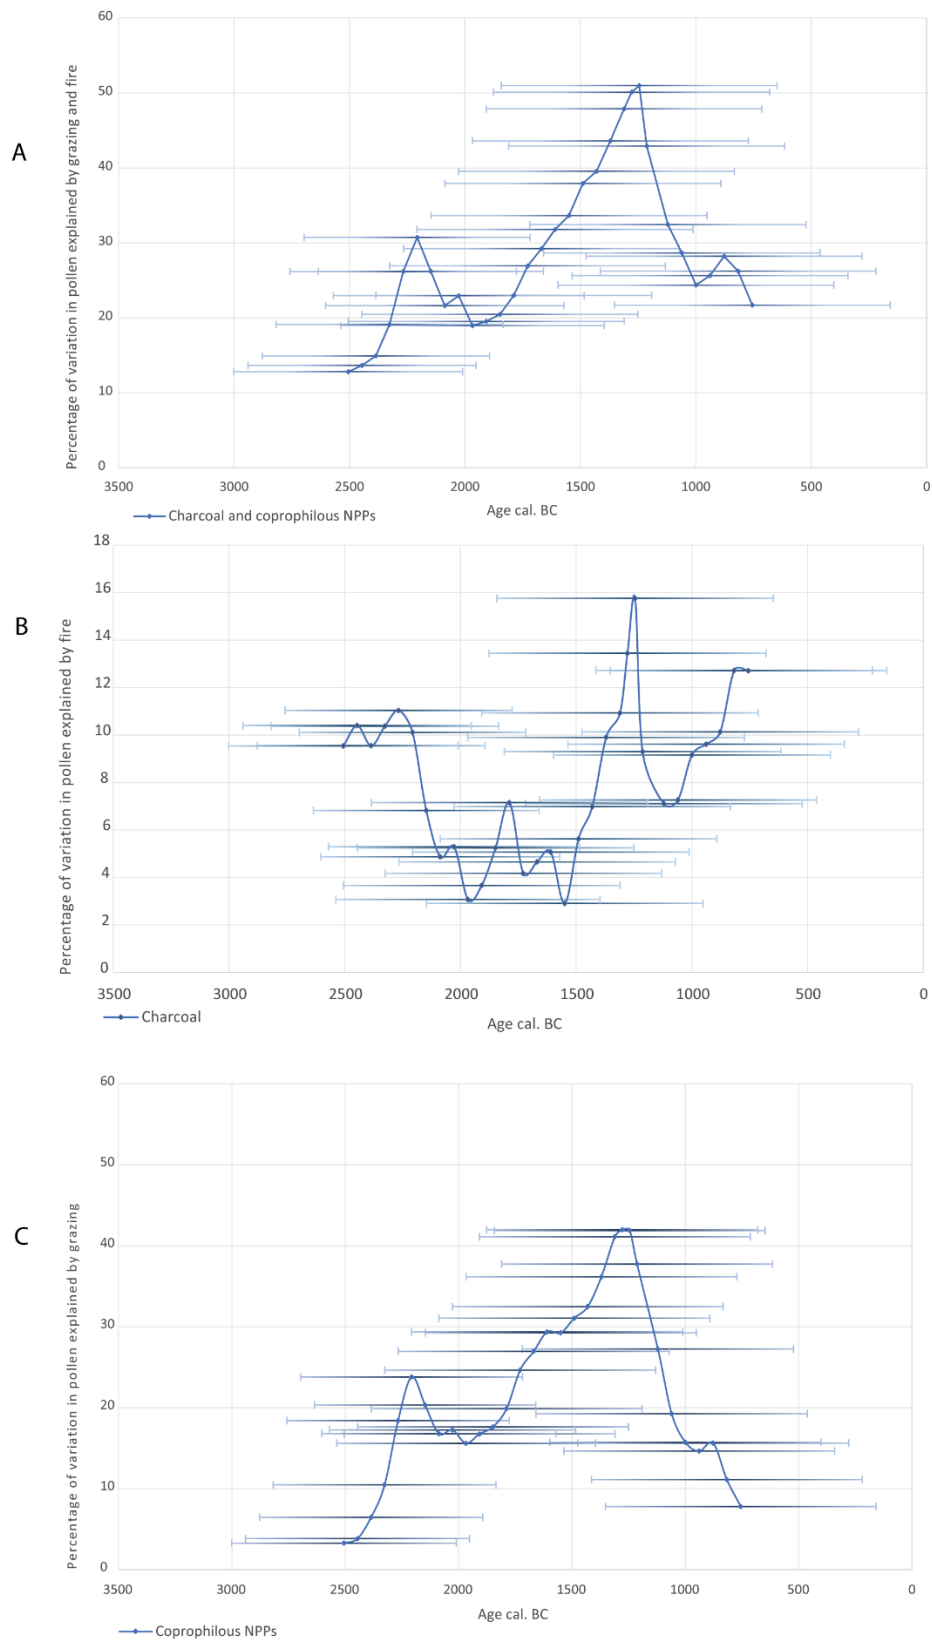 A
Percentage of variation in pollen explained by grazing and fire
60
50
40
30
20
10
0
3500 3000 2500 2000 1500 1000 500 0
Age cal. BC
Charcoal and coprophilous NPPs
B
Percentage of variation in pollen explained by fire
18
16
14
12
10
8
6
4
2
0
3500 3000 2500 2000 1500 1000 500 0
Age cal. BC
Charcoal
C
Percentage of variation in pollen explained by grazing
60
50
40
30
20
10
0
3500 3000 2500 2000 1500 1000 500 0
Age cal. BC
Coprophilous NPPs